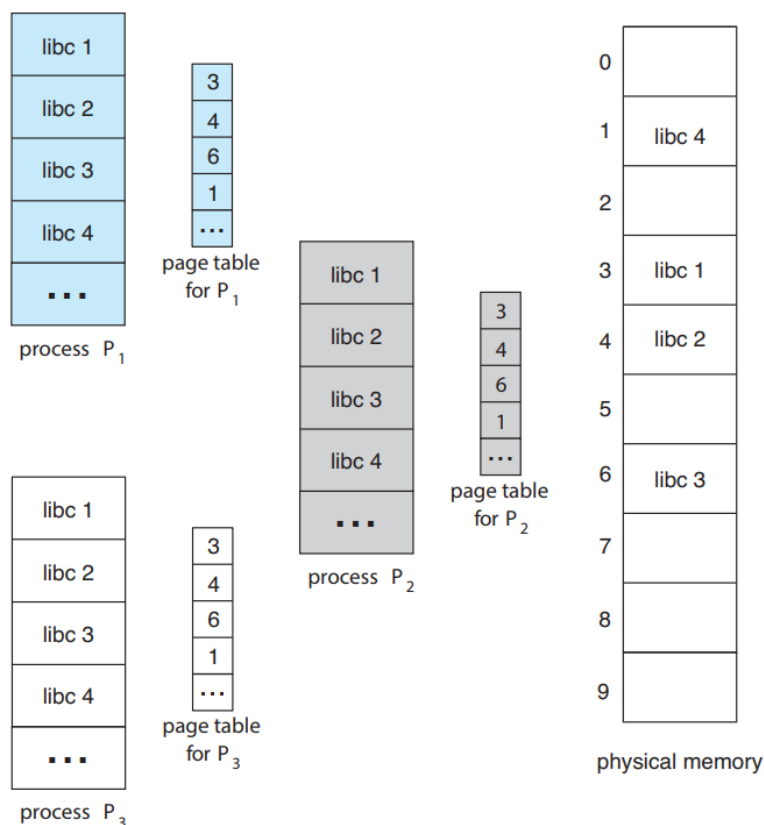 libc 1
libc 2
libc 3
libc 4
...
process P1
3
4
6
1
...
page table
for P1
libc 1
libc 2
libc 3
libc 4
...
process P2
3
4
6
1
...
page table
for P2
libc 1
libc 2
libc 3
libc 4
...
process P3
3
4
6
1
...
page table
for P3
0
1 libc 4
2
3 libc 1
4 libc 2
5
6 libc 3
7
8
9
physical memory